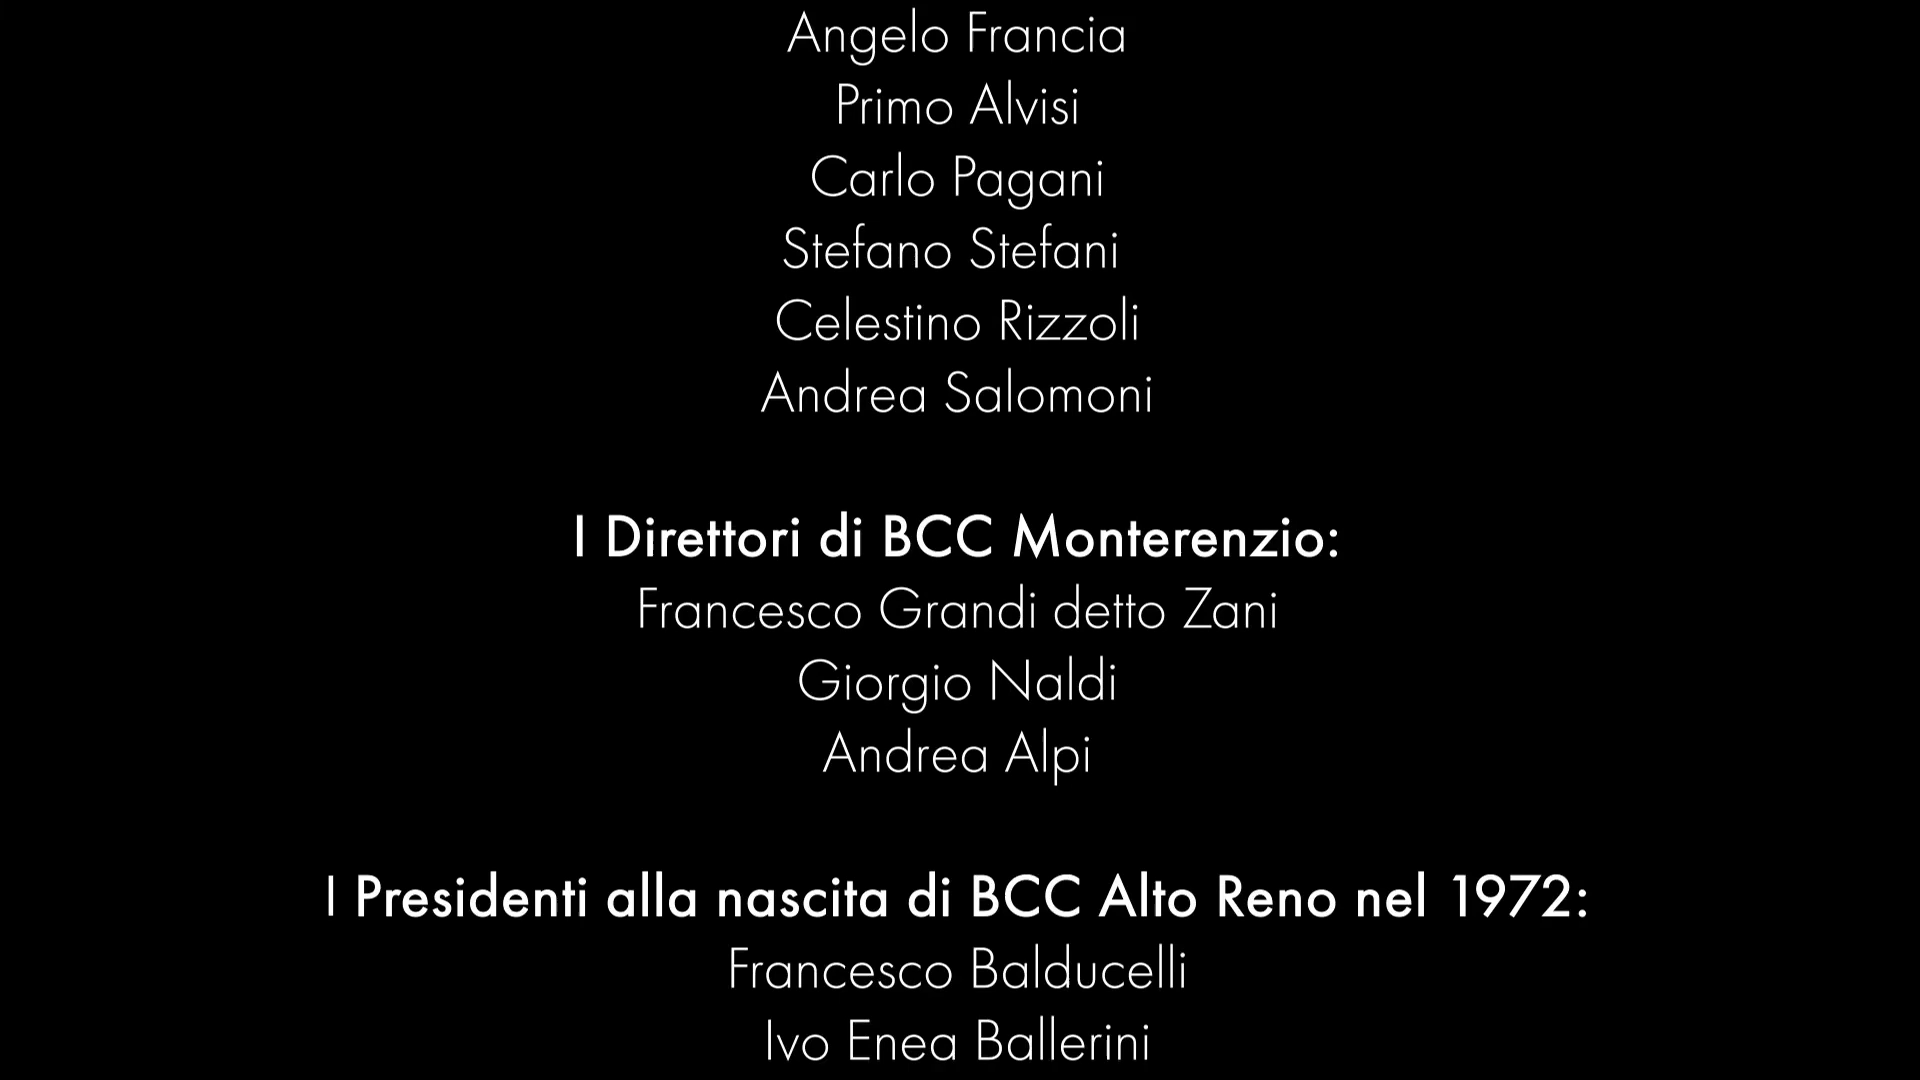 Angelo Francia
Primo Alvisi
Carlo Pagani
Stefano Stefani
Celestino Rizzoli
Andrea Salomoni
I Direttori di BCC Monterenzio:
Francesco Grandi detto Zani
Giorgio Naldi
Andrea Alpi
I Presidenti alla nascita di BCC Alto Reno nel 1972:
Francesco Balducelli
Ivo Enea Ballerini